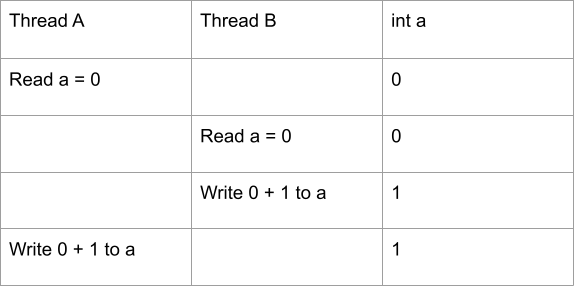 Thread A Thread B int a
Read a = 0 0
Read a = 0 0
Write 0 + 1 to a 1
Write 0 + 1 to a 1